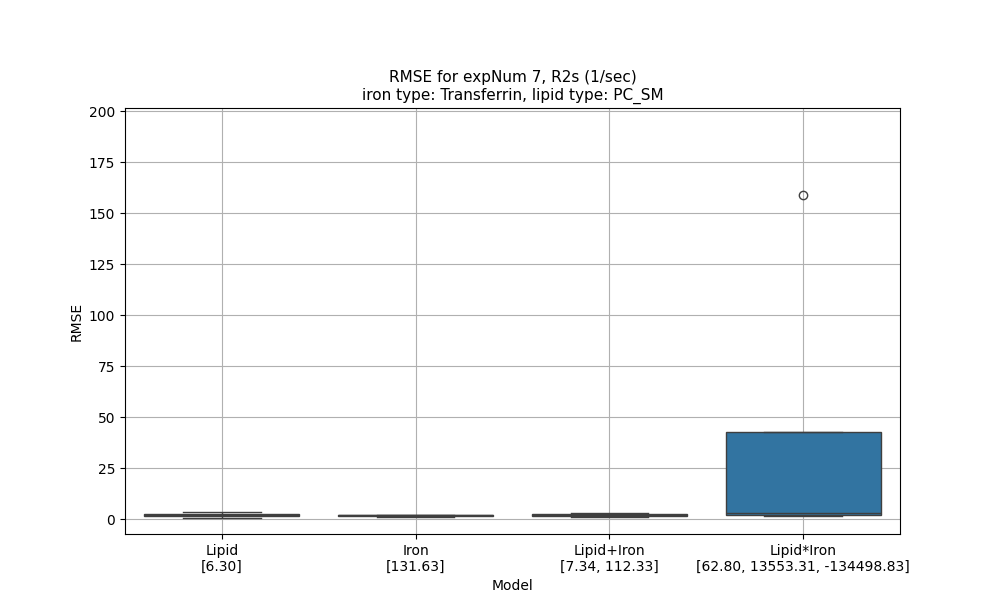 RMSE for expNum 7, R2s (1/sec)
iron type: Transferrin, lipid type: PC_SM
200
175
150
125
100
75
50
25
0
RMSE
Lipid
[6.30]
Iron
[131.63]
Lipid+Iron
[7.34, 112.33]
Lipid*Iron
[62.80, 13553.31, -134498.83]
Model